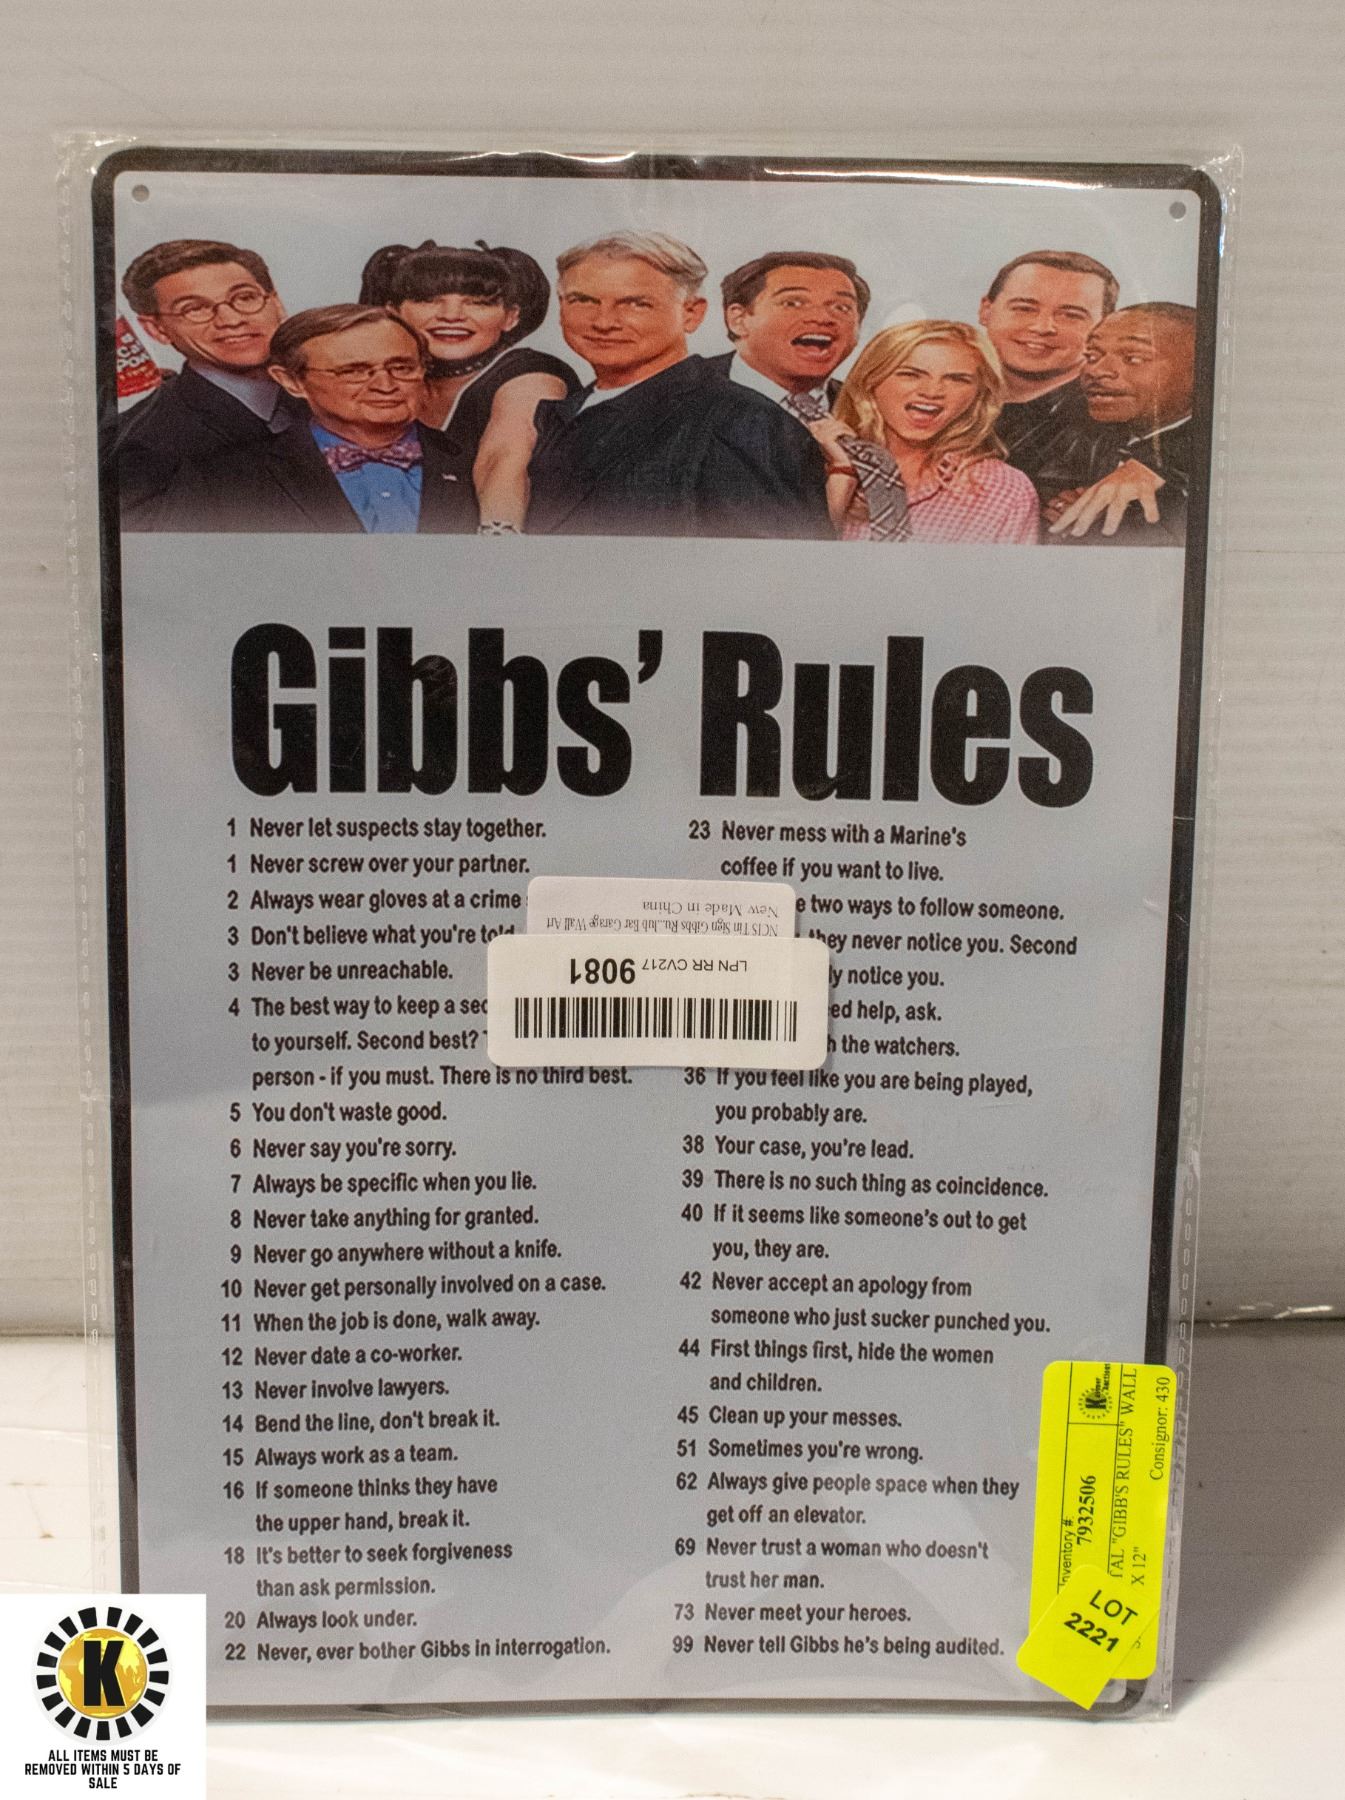 Gibbs' Rules
1 Never let suspects stay together.
1 Never screw over your partner.
2 Always wear gloves at a crime
3 Don't believe what you're told
3 Never be unreachable.
4 The best way to keep a sec
to yourself. Second best?
person - if you must. There is no third best.
5 You don't waste good.
6 Never say you're sorry.
7 Always be specific when you lie.
8 Never take anything for granted.
9 Never go anywhere without a knife.
10 Never get personally involved on a case.
11 When the job is done, walk away.
12 Never date a co-worker.
13 Never involve lawyers.
14 Bend the line, don't break it.
15 Always work as a team.
16 If someone thinks they have
the upper hand, break it.
18 It's better to seek forgiveness
than ask permission.
20 Always look under.
22 Never, ever bother Gibbs in interrogation.
23 Never mess with a Marine's
coffee if you want to live.
e two ways to follow someone.
they never notice you. Second
ly notice you.
ed help, ask.
h the watchers.
36 If you feel like you are being played,
you probably are.
38 Your case, you're lead.
39 There is no such thing as coincidence.
40 If it seems like someone's out to get
you, they are.
42 Never accept an apology from
someone who just sucker punched you.
44 First things first, hide the women
and children.
45 Clean up your messes.
51 Sometimes you're wrong.
62 Always give people space when they
get off an elevator.
69 Never trust a woman who doesn't
trust her man.
73 Never meet your heroes.
99 Never tell Gibbs he's being audited.
LPN RR CV217 9081
NCIS Tin Sign Gibbs Ru...lub Bar Garage Wall Art
New Made in China
Inventory #:
7932506
TAL "GIBB'S RULES" WALL
X 12"
Consignor: 430
LOT
2221
K
ALL ITEMS MUST BE
REMOVED WITHIN 5 DAYS OF
SALE